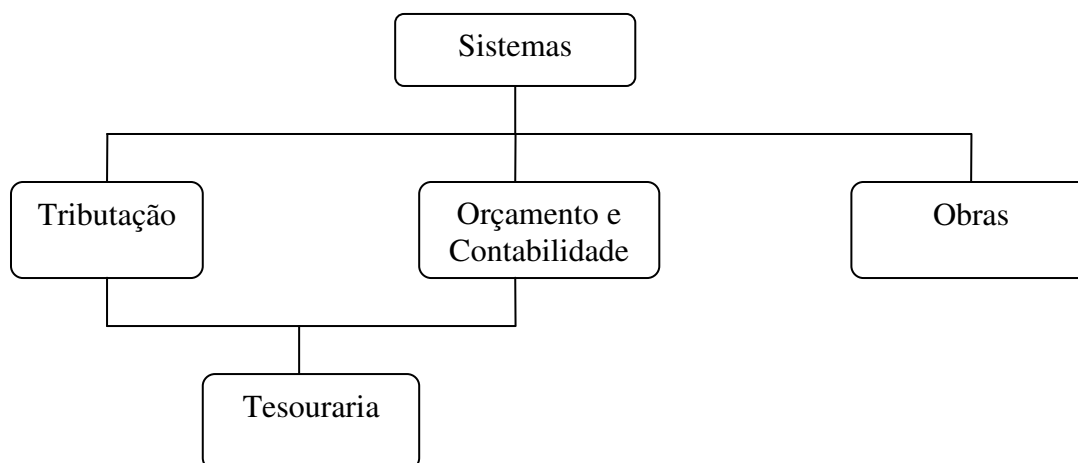 Sistemas
Tributação
Orçamento e
Contabilidade
Obras
Tesouraria